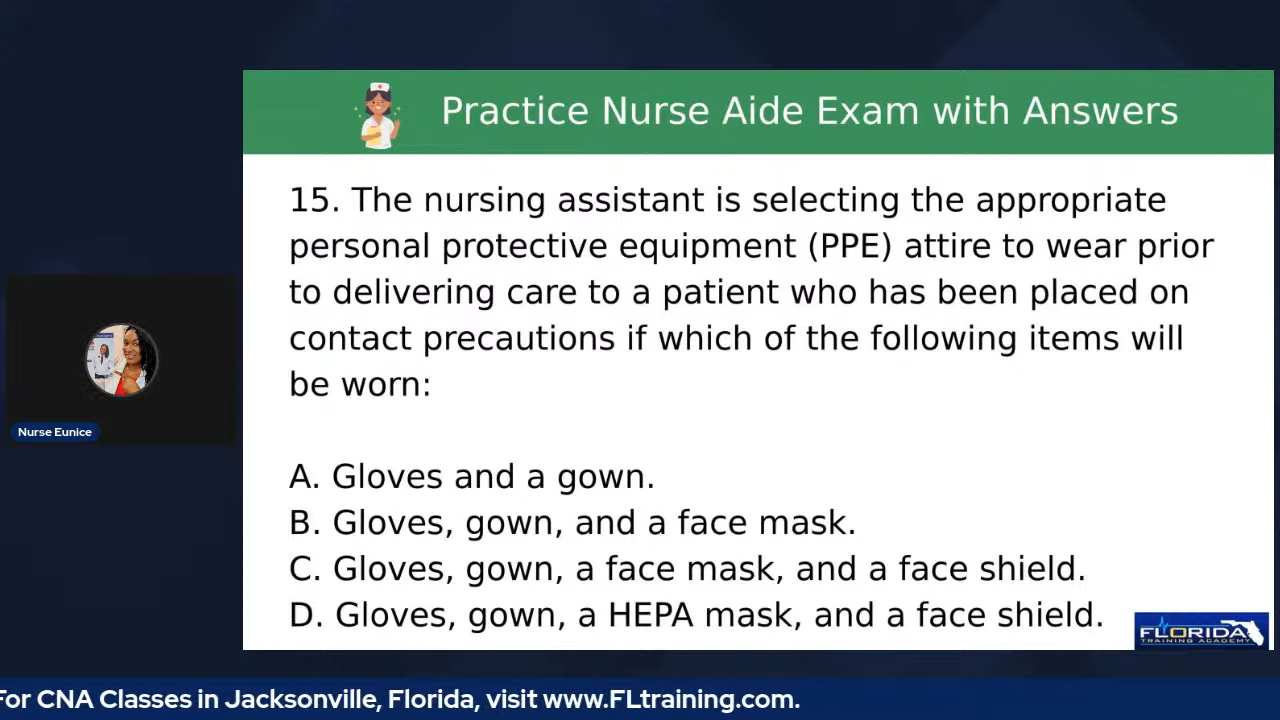 Practice Nurse Aide Exam with Answers
15. The nursing assistant is selecting the appropriate
personal protective equipment (PPE) attire to wear prior
to delivering care to a patient who has been placed on
contact precautions if which of the following items will
be worn:
A. Gloves and a gown.
B. Gloves, gown, and a face mask.
C. Gloves, gown, a face mask, and a face shield.
D. Gloves, gown, a HEPA mask, and a face shield.
Nurse Eunice
FLORIDA
TRAINING ACADEMY
For CNA Classes in Jacksonville, Florida, visit www.FLtraining.com.